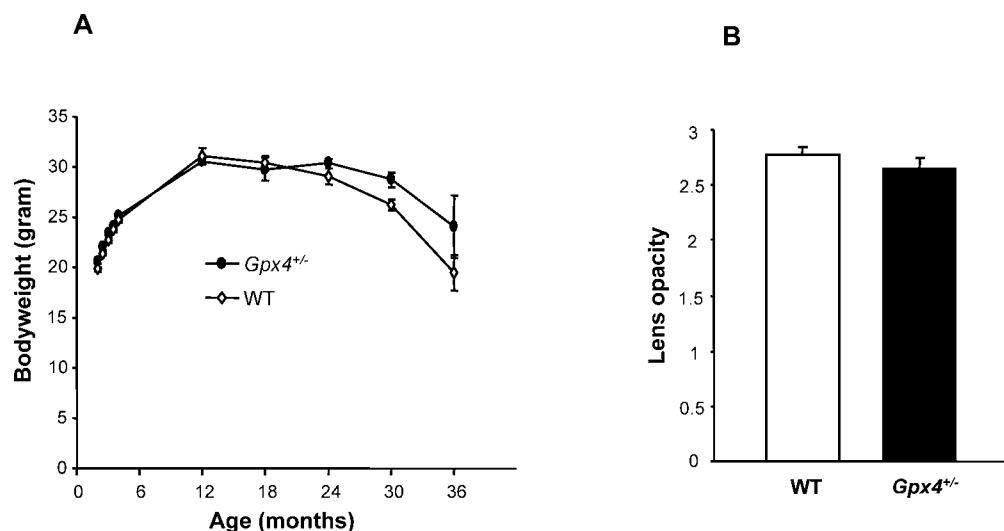 A
Bodyweight (gram)
35
30
25
20
15
10
5
0
Gpx4+/-
WT
0 6 12 18 24 30 36
Age (months)
B
Lens opacity
3
2.5
2
1.5
1
0.5
0
WT Gpx4+/-